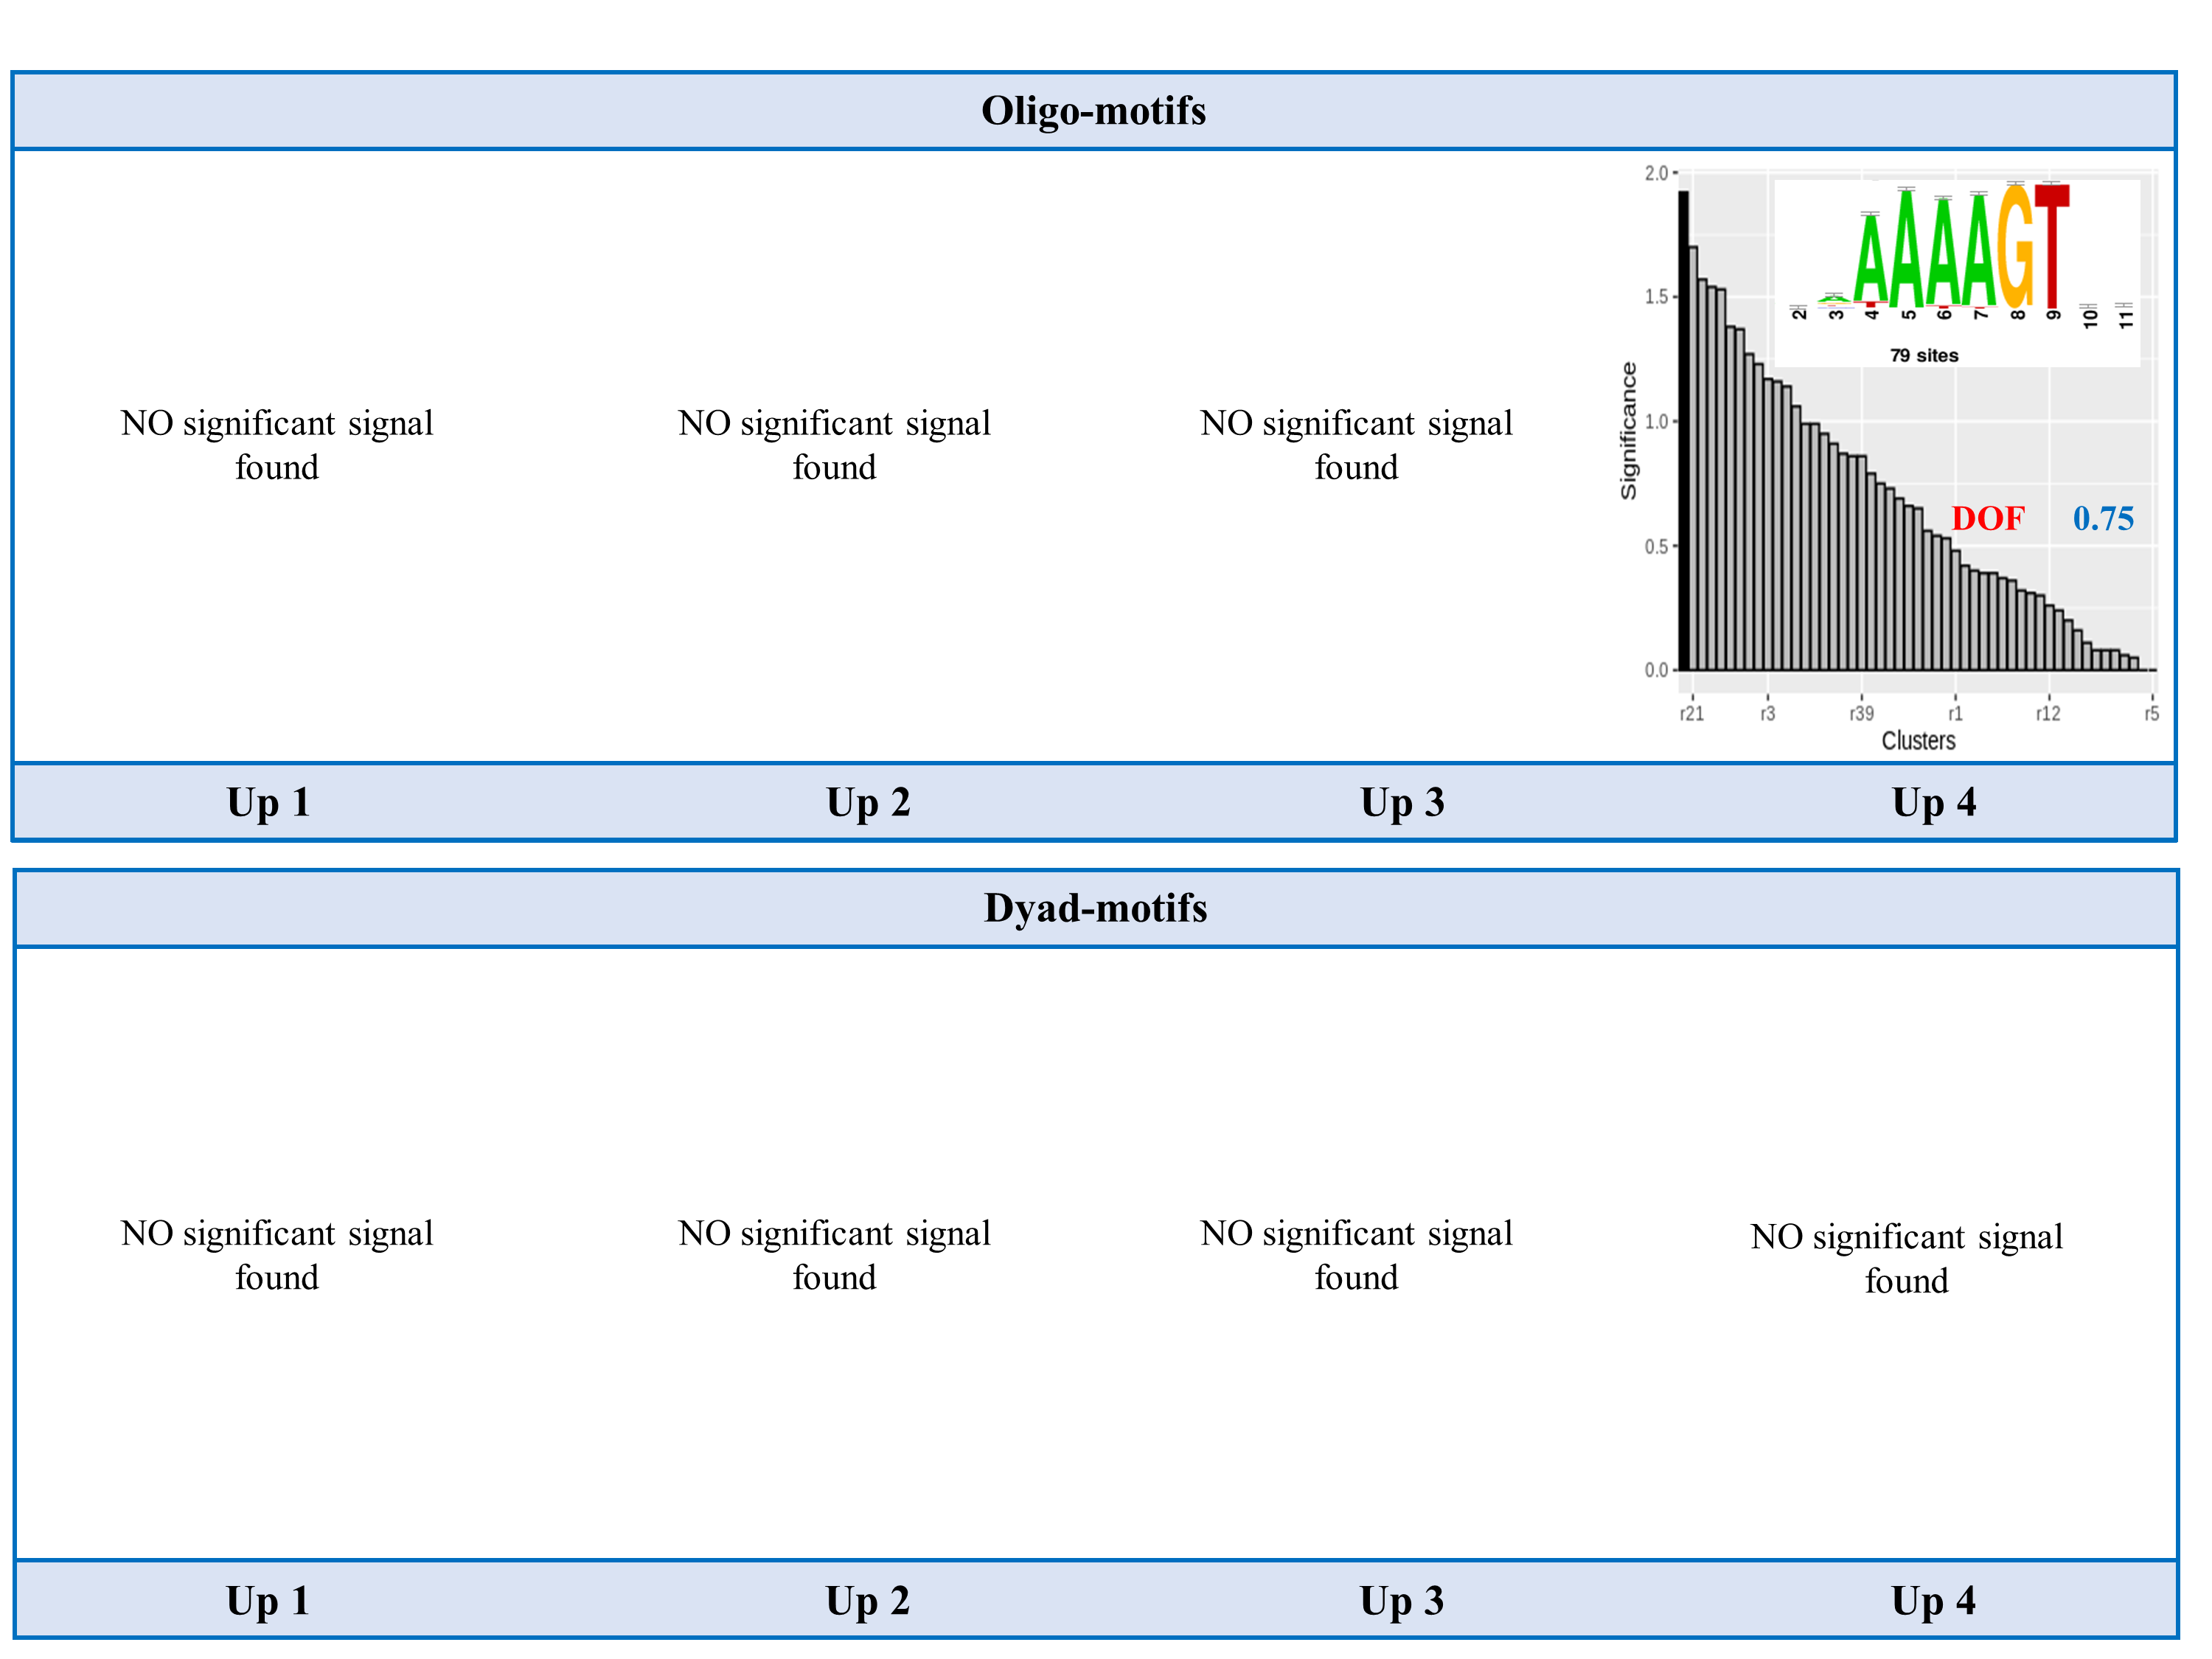 Oligo-motifs
NO significant signal
found
NO significant signal
found
NO significant signal
found
Significance
2.0
1.5
1.0
0.5
0.0
AAAAGT
2 3 4 5 6 7 8 9 10 11
79 sites
DOF 0.75
r21 r3 r39 r1 r12 r5
Clusters
Up 1 Up 2 Up 3 Up 4
Dyad-motifs
NO significant signal
found
NO significant signal
found
NO significant signal
found
NO significant signal
found
Up 1 Up 2 Up 3 Up 4